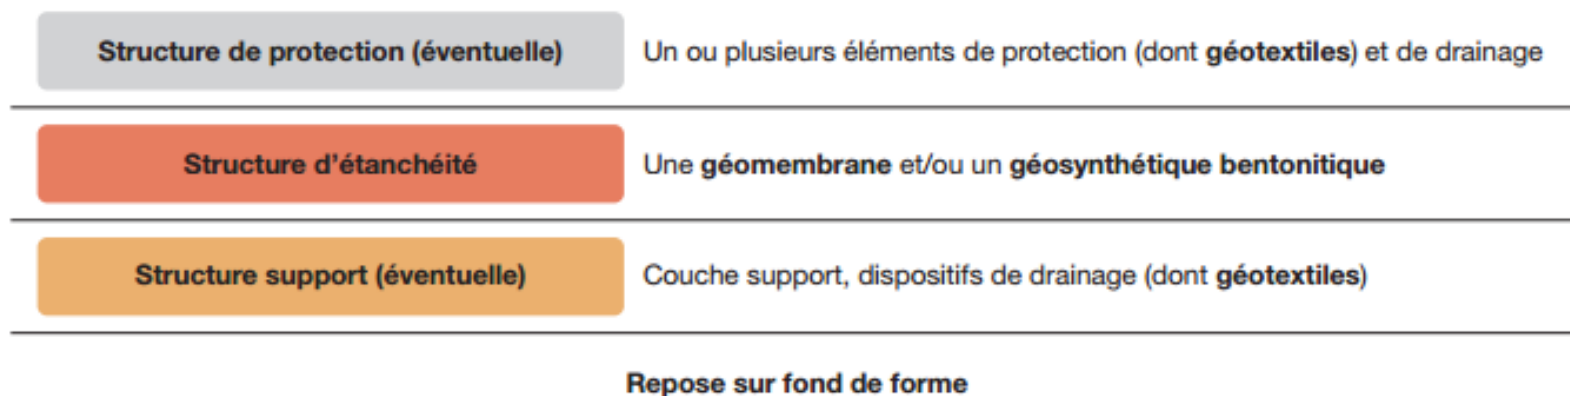 Structure de protection (éventuelle) Un ou plusieurs éléments de protection (dont géotextiles) et de drainage
Structure d’étanchéité Une géomembrane et/ou un géosynthétique bentonitique
Structure support (éventuelle) Couche support, dispositifs de drainage (dont géotextiles)
Repose sur fond de forme